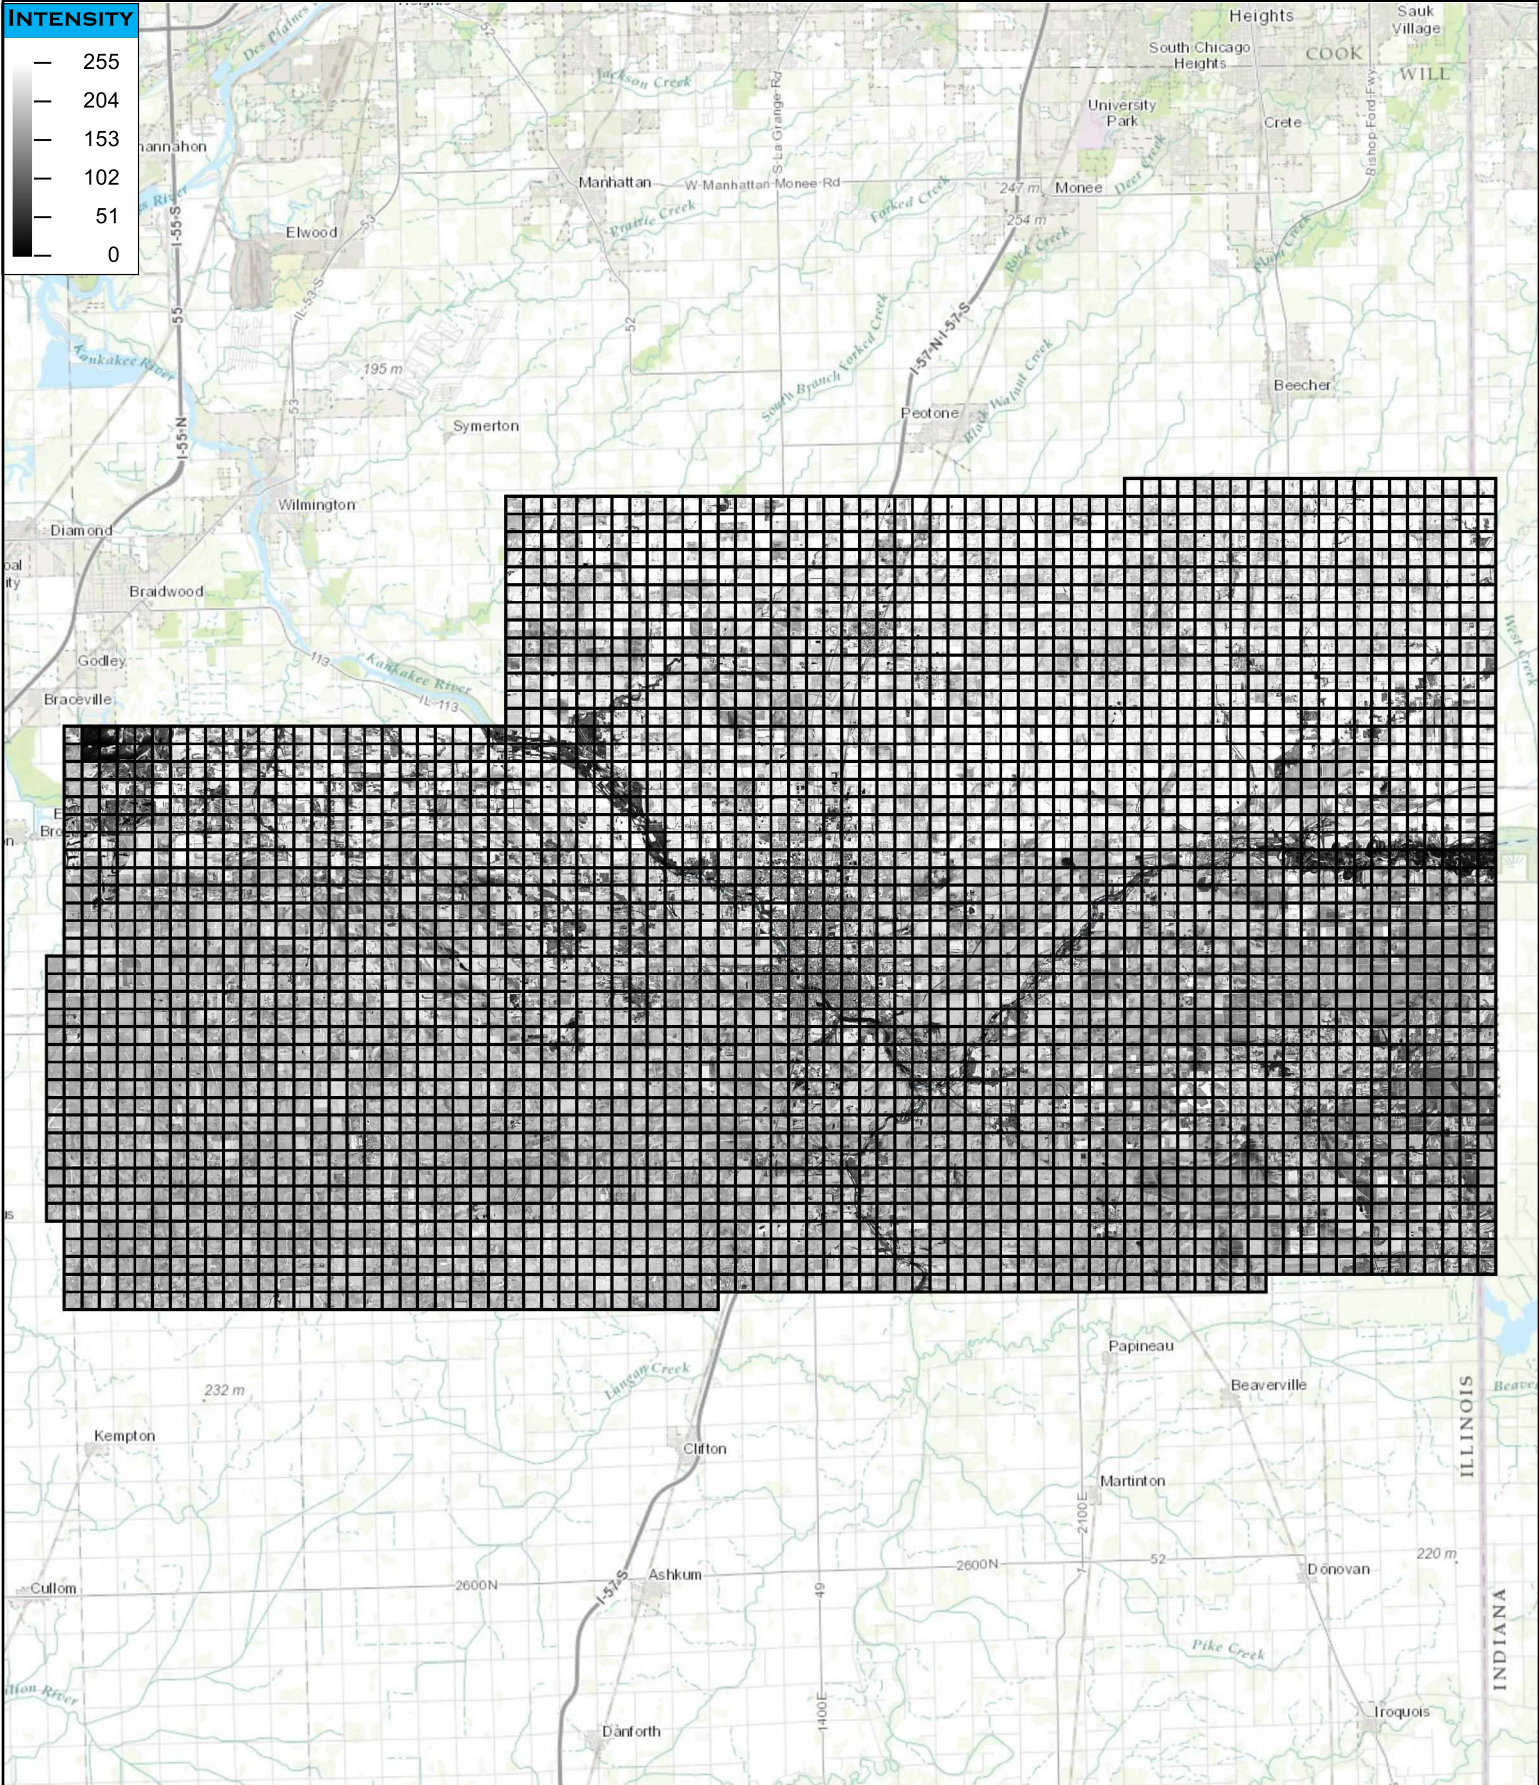 INTENSITY
255
204
153
102
51
0
Des Plaines
Heights
Sauk
Village
South Chicago
Heights
COOK
WILL
Jackson Creek
S-La Grange-Rd
University
Park
Crete
Bishop-Ford-Fwy
52
Manhattan
W-Manhattan-Monee-Rd
247 m
Monee
Deer Creek
254 m
I-55-S
Elwood
53
Prairie Creek
Forked Creek
Rock Creek
Plum Creek
IL-53-S
55
52
Kankakee River
195 m
53
South Branch Forked Creek
I-57-N-I-57-S
Black Walnut Creek
Beecher
Peotone
Symerton
I-55-N
Wilmington
Diamond
Braidwood
Godley
113
Kankakee River
IL-113
West Creek
Braceville
Papineau
Beaverville
ILLINOIS
Langan Creek
232 m
Kempton
Clifton
Martinton
2100E
Cullom
2600N
I-57-S
Ashkum
49
2600N
52
Donovan
220 m
INDIANA
Pike Creek
1400E
Danforth
Iroquois